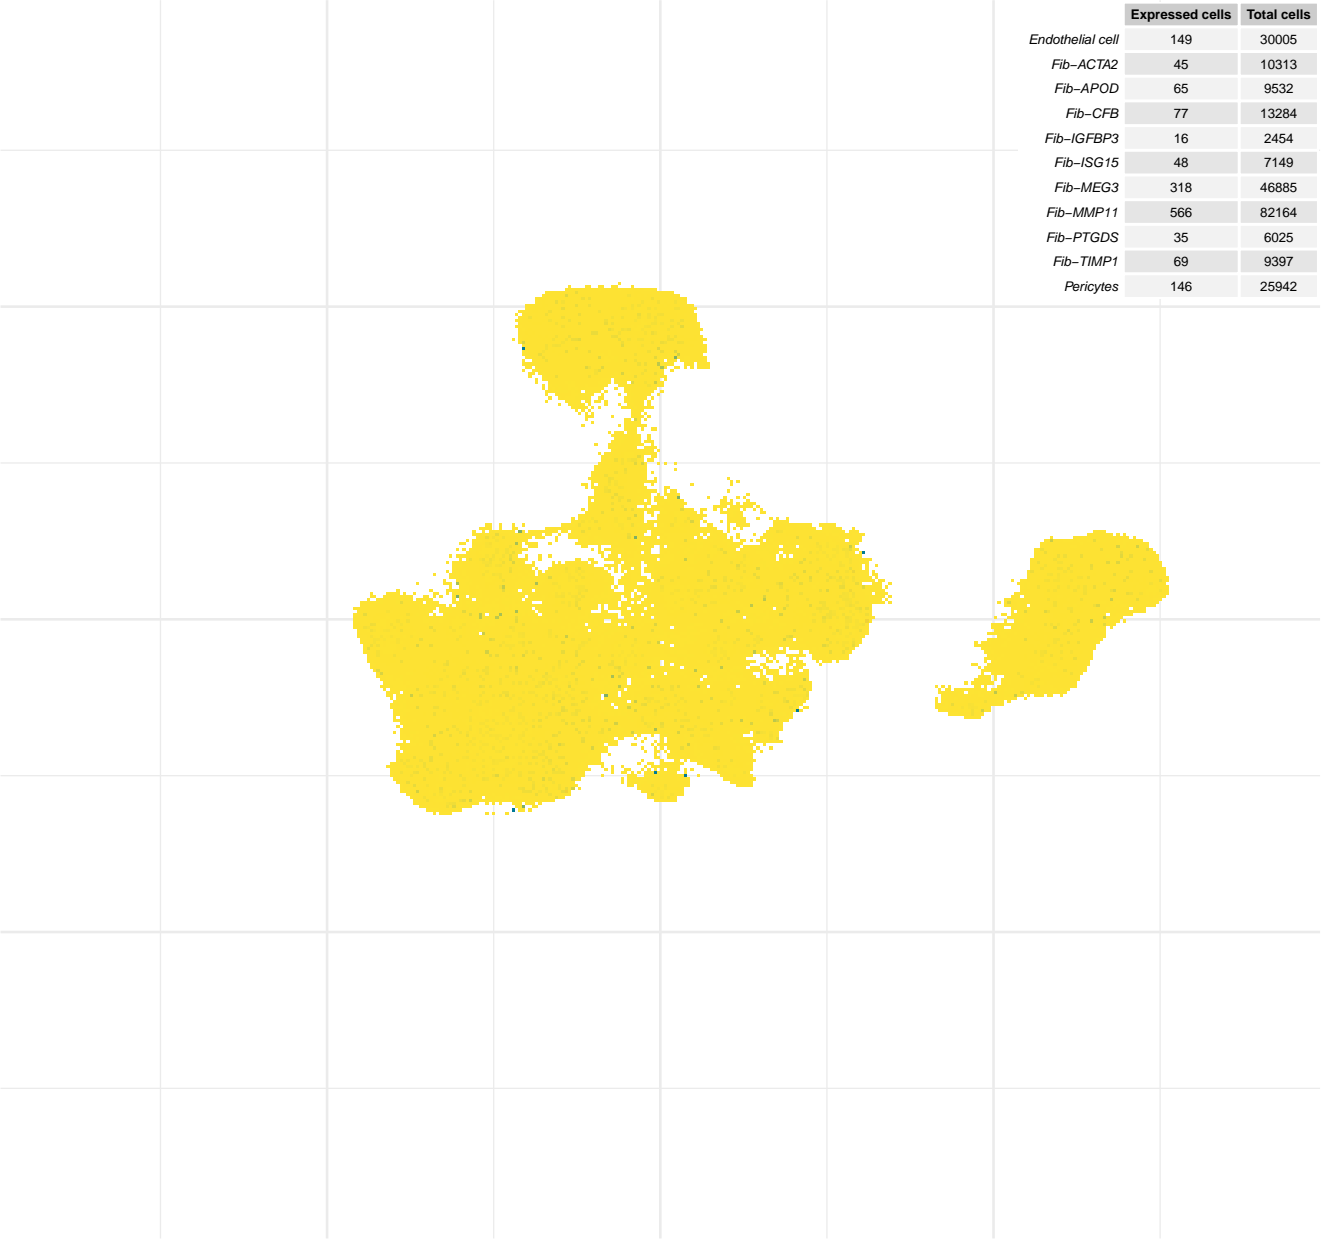 Expressed cells Total cells
Endothelial cell 149 30005
Fib−ACTA2 45 10313
Fib−APOD 65 9532
Fib−CFB 77 13284
Fib−IGFBP3 16 2454
Fib−ISG15 48 7149
Fib−MEG3 318 46885
Fib−MMP11 566 82164
Fib−PTGDS 35 6025
Fib−TIMP1 69 9397
Pericytes 146 25942